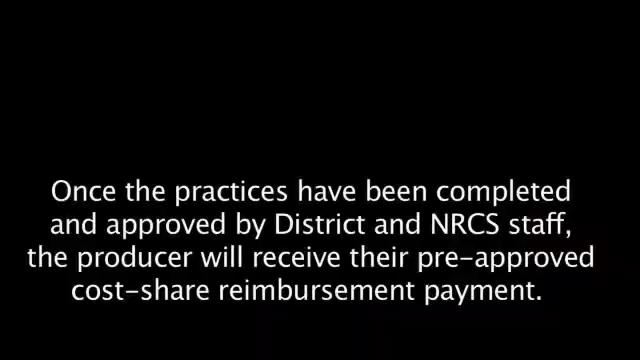 Once the practices have been completed
and approved by District and NRCS staff,
the producer will receive their pre-approved
cost-share reimbursement payment.